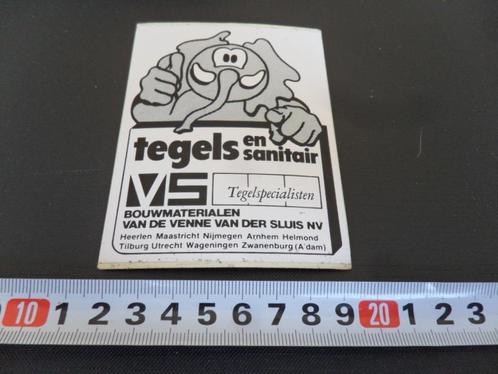 tegels en sanitair
VS Tegelspecialisten
BOUWMATERIALEN
VAN DE VENNE VAN DER SLUIS NV
Heerlen Maastricht Nijmegen Arnhem Helmond
Tilburg Utrecht Wageningen Zwanenburg (A'dam)
10 1 2 3 4 5 6 7 8 9 20 1 2 3